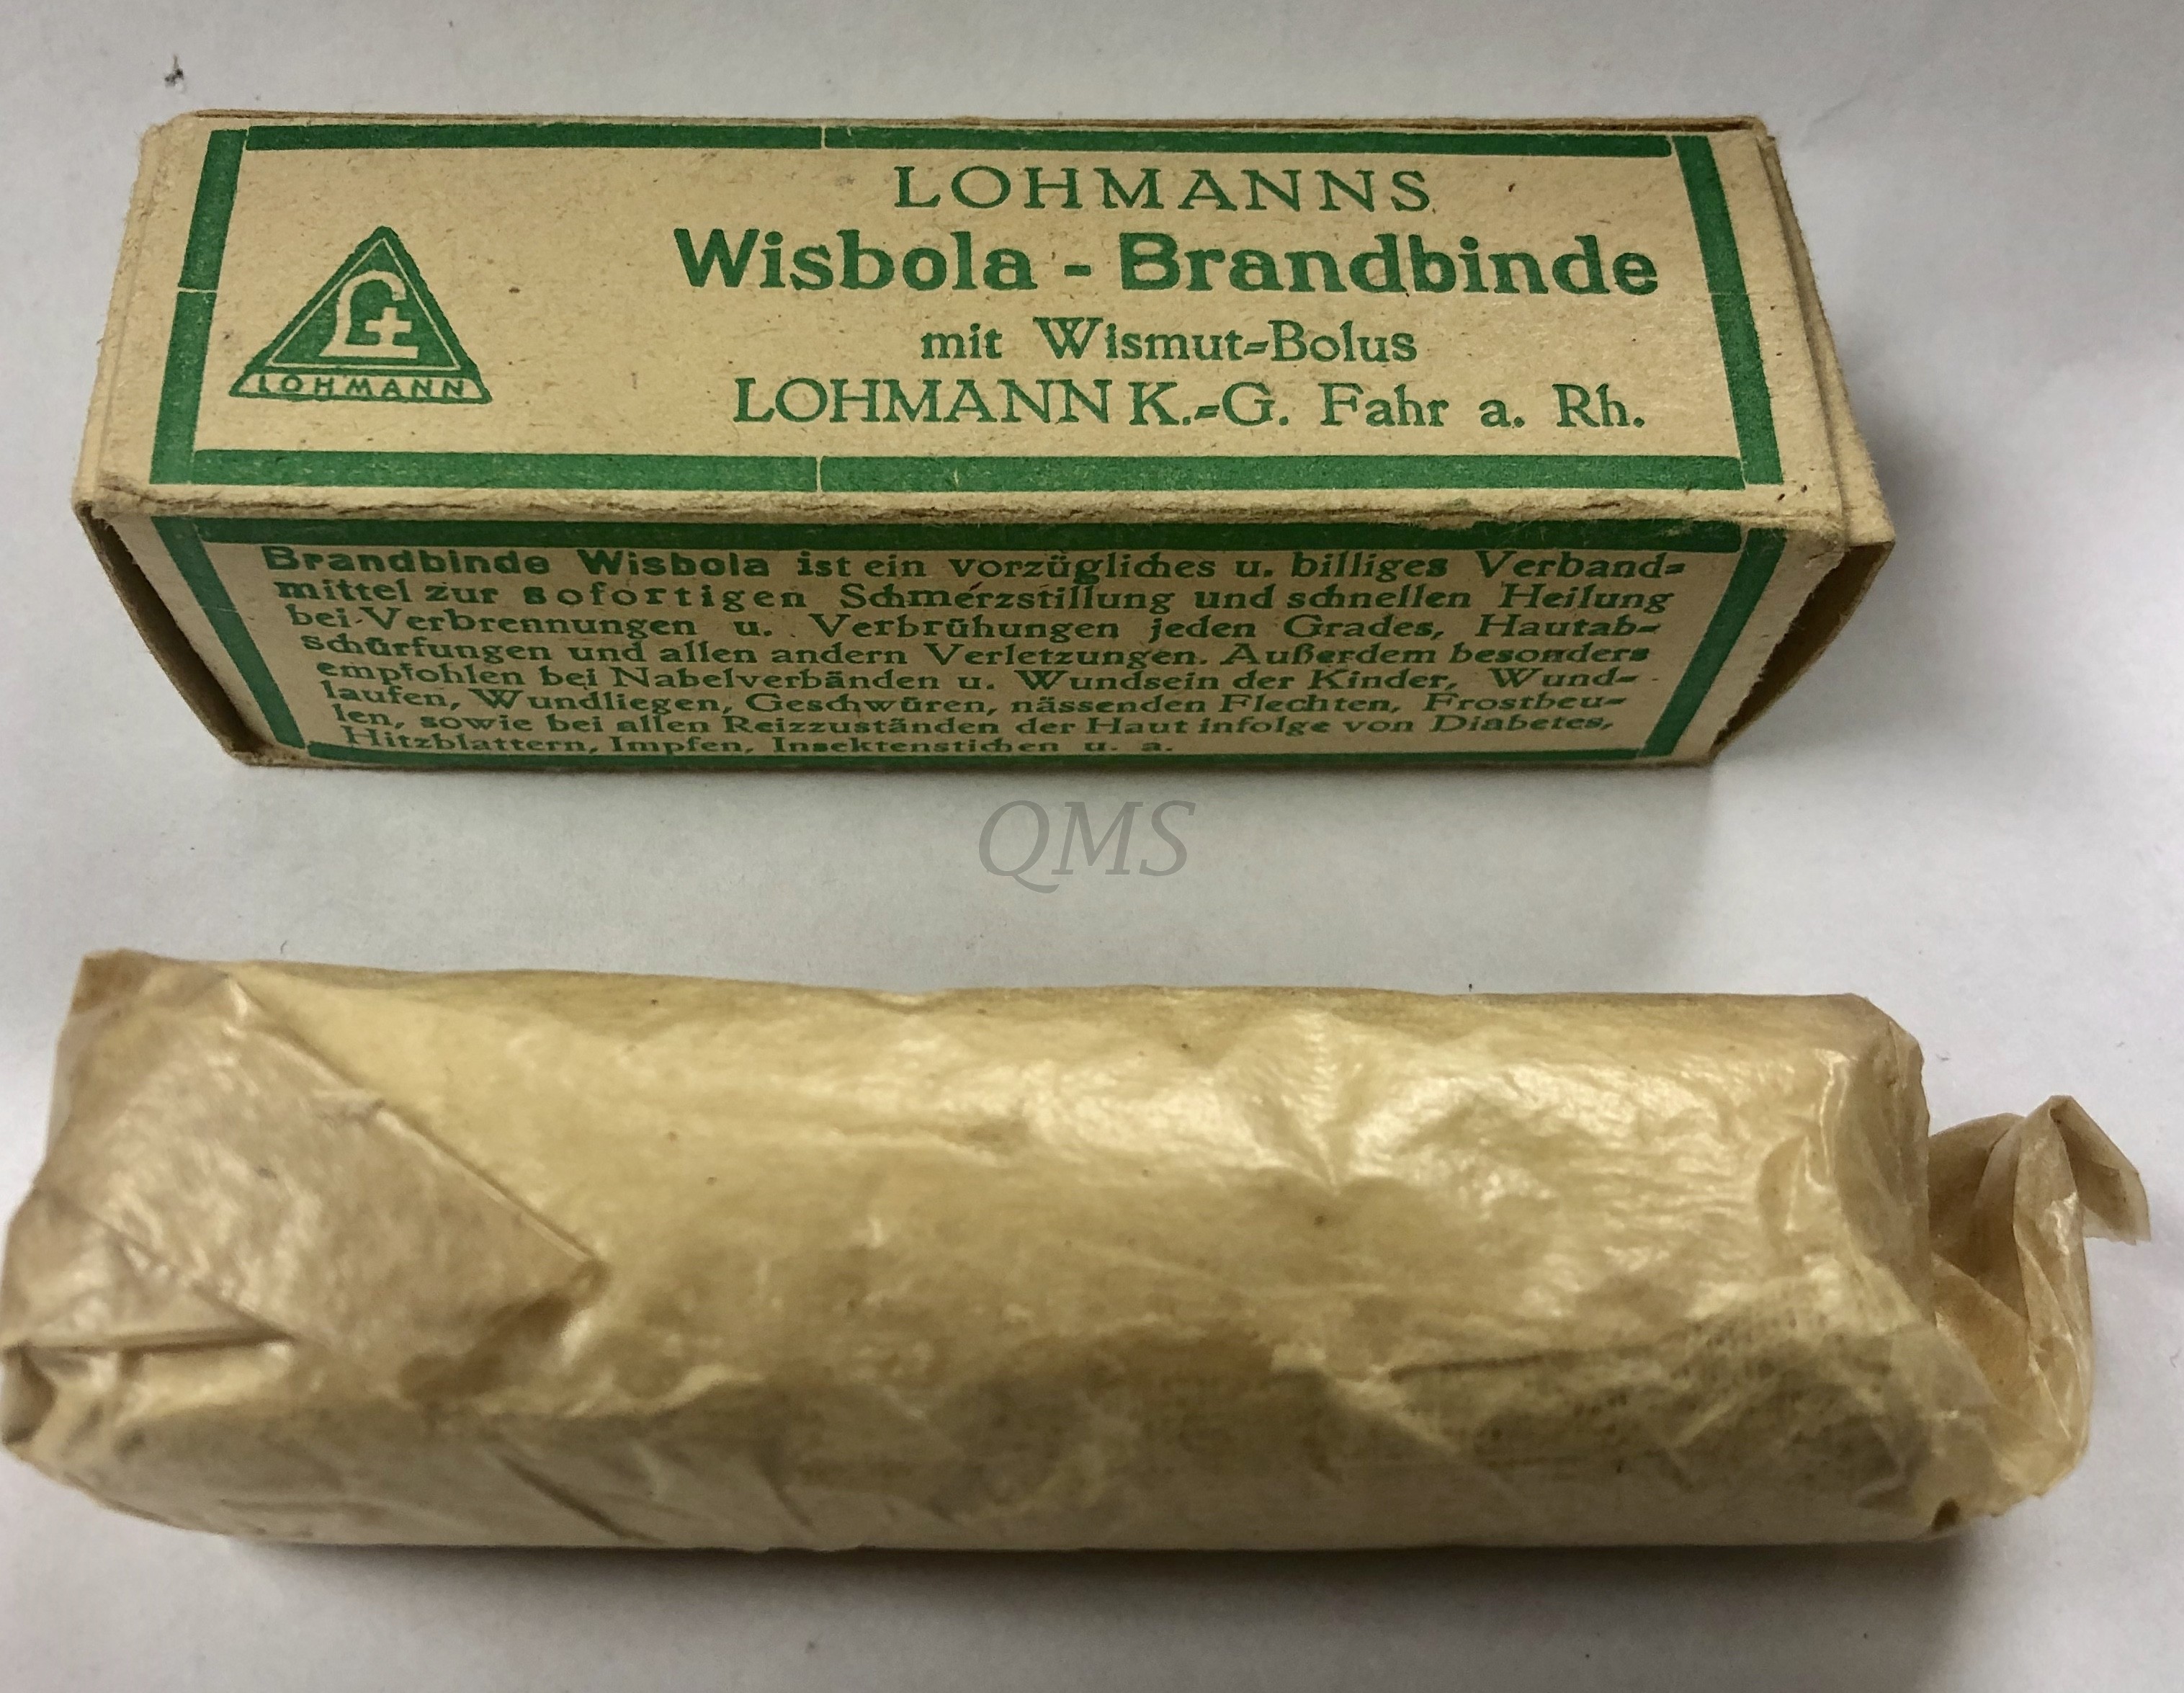 LOHMANNS
Wisbola - Brandbinde
mit Wismut-Bolus
LOHMANN K.-G. Fahr a. Rh.
£+
LOHMANN
Brandbinde Wisbola ist ein vorzügliches u. billiges Verband-
mittel zur sofortigen Schmerzstillung und schnellen Heilung
bei Verbrennungen u. Verbrühungen jeden Grades, Hautab-
schürfungen und allen andern Verletzungen. Außerdem besonders
empfohlen bei Nabelverbänden u. Wundsein der Kinder, Wund-
laufen, Wundliegen, Geschwüren, nässenden Flechten, Frostbeu-
len, sowie bei allen Reizzuständen der Haut infolge von Diabetes,
Hitzblattern, Impfen, Insektenstichen u. a.
QMS